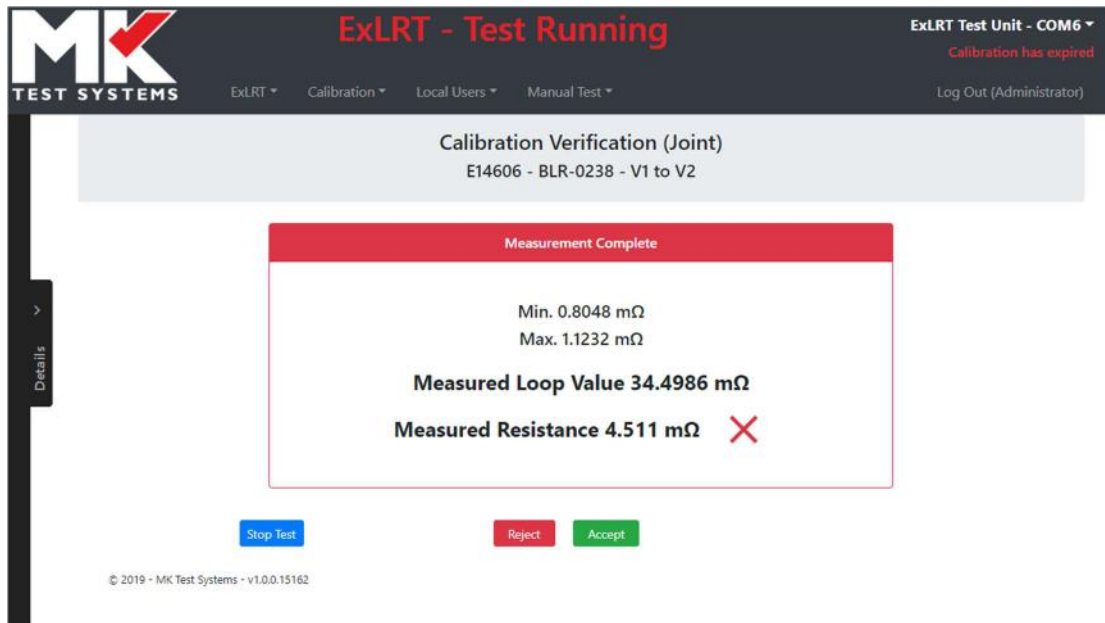 MK
TEST SYSTEMS
ExLRT - Test Running
ExLRT Test Unit - COM6
Calibration has expired
ExLRT Calibration Local Users Manual Test Log Out (Administrator)
Calibration Verification (Joint)
E14606 - BLR-0238 - V1 to V2
Details
Measurement Complete
Min. 0.8048 mΩ
Max. 1.1232 mΩ
Measured Loop Value 34.4986 mΩ
Measured Resistance 4.511 mΩ
Stop Test Reject Accept
© 2019 - MK Test Systems - v1.0.0.15162